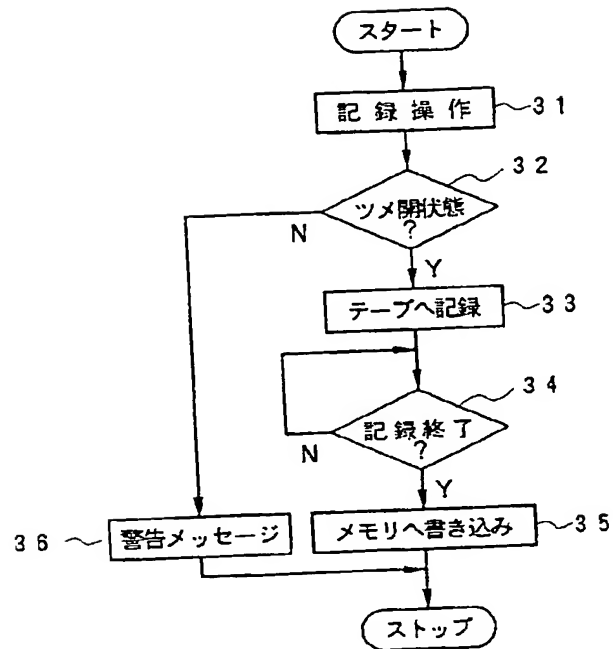 スタート
記録操作
31
32
ツメ開状態
?
N
Y
テープへ記録
33
34
記録終了
?
N
Y
36
警告メッセージ
メモリへ書き込み
35
ストップ